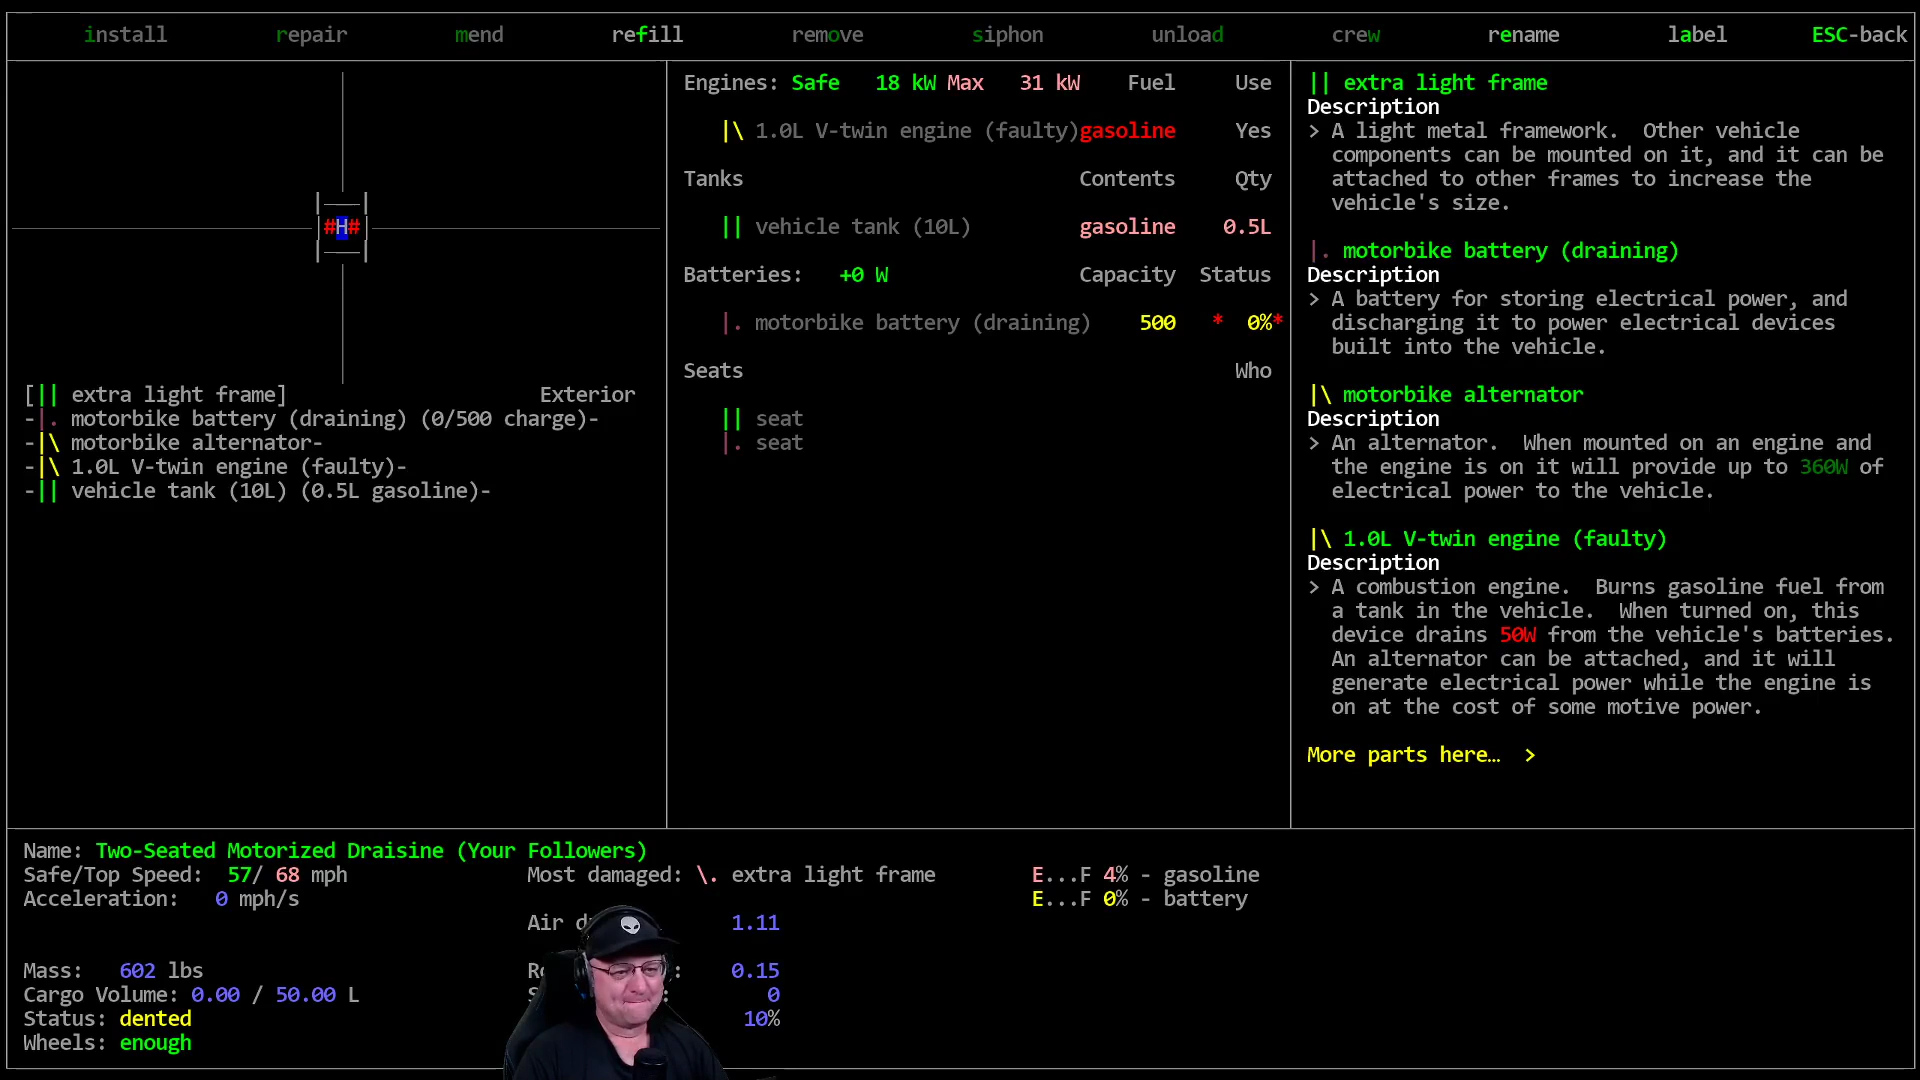 install repair mend refill remove siphon unload crew rename label ESC-back
|___|
|#H#|
|___|
[|| extra light frame] Exterior
-|. motorbike battery (draining) (0/500 charge)-
-|\ motorbike alternator-
-|\ 1.0L V-twin engine (faulty)-
-|| vehicle tank (10L) (0.5L gasoline)-
Engines: Safe 18 kW Max 31 kW Fuel Use
|\ 1.0L V-twin engine (faulty)gasoline Yes
Tanks Contents Qty
|| vehicle tank (10L) gasoline 0.5L
Batteries: +0 W Capacity Status
|. motorbike battery (draining) 500 * 0%*
Seats Who
|| seat
|. seat
|| extra light frame
Description
> A light metal framework. Other vehicle
components can be mounted on it, and it can be
attached to other frames to increase the
vehicle's size.
|. motorbike battery (draining)
Description
> A battery for storing electrical power, and
discharging it to power electrical devices
built into the vehicle.
|\ motorbike alternator
Description
> An alternator. When mounted on an engine and
the engine is on it will provide up to 360W of
electrical power to the vehicle.
|\ 1.0L V-twin engine (faulty)
Description
> A combustion engine. Burns gasoline fuel from
a tank in the vehicle. When turned on, this
device drains 50W from the vehicle's batteries.
An alternator can be attached, and it will
generate electrical power while the engine is
on at the cost of some motive power.
More parts here… >
Name: Two-Seated Motorized Draisine (Your Followers)
Safe/Top Speed: 57/ 68 mph
Acceleration: 0 mph/s
Mass: 602 lbs
Cargo Volume: 0.00 / 50.00 L
Status: dented
Wheels: enough
Most damaged: \. extra light frame
Air 1.11
: 0.15
: 0
10%
E...F 4% - gasoline
E...F 0% - battery